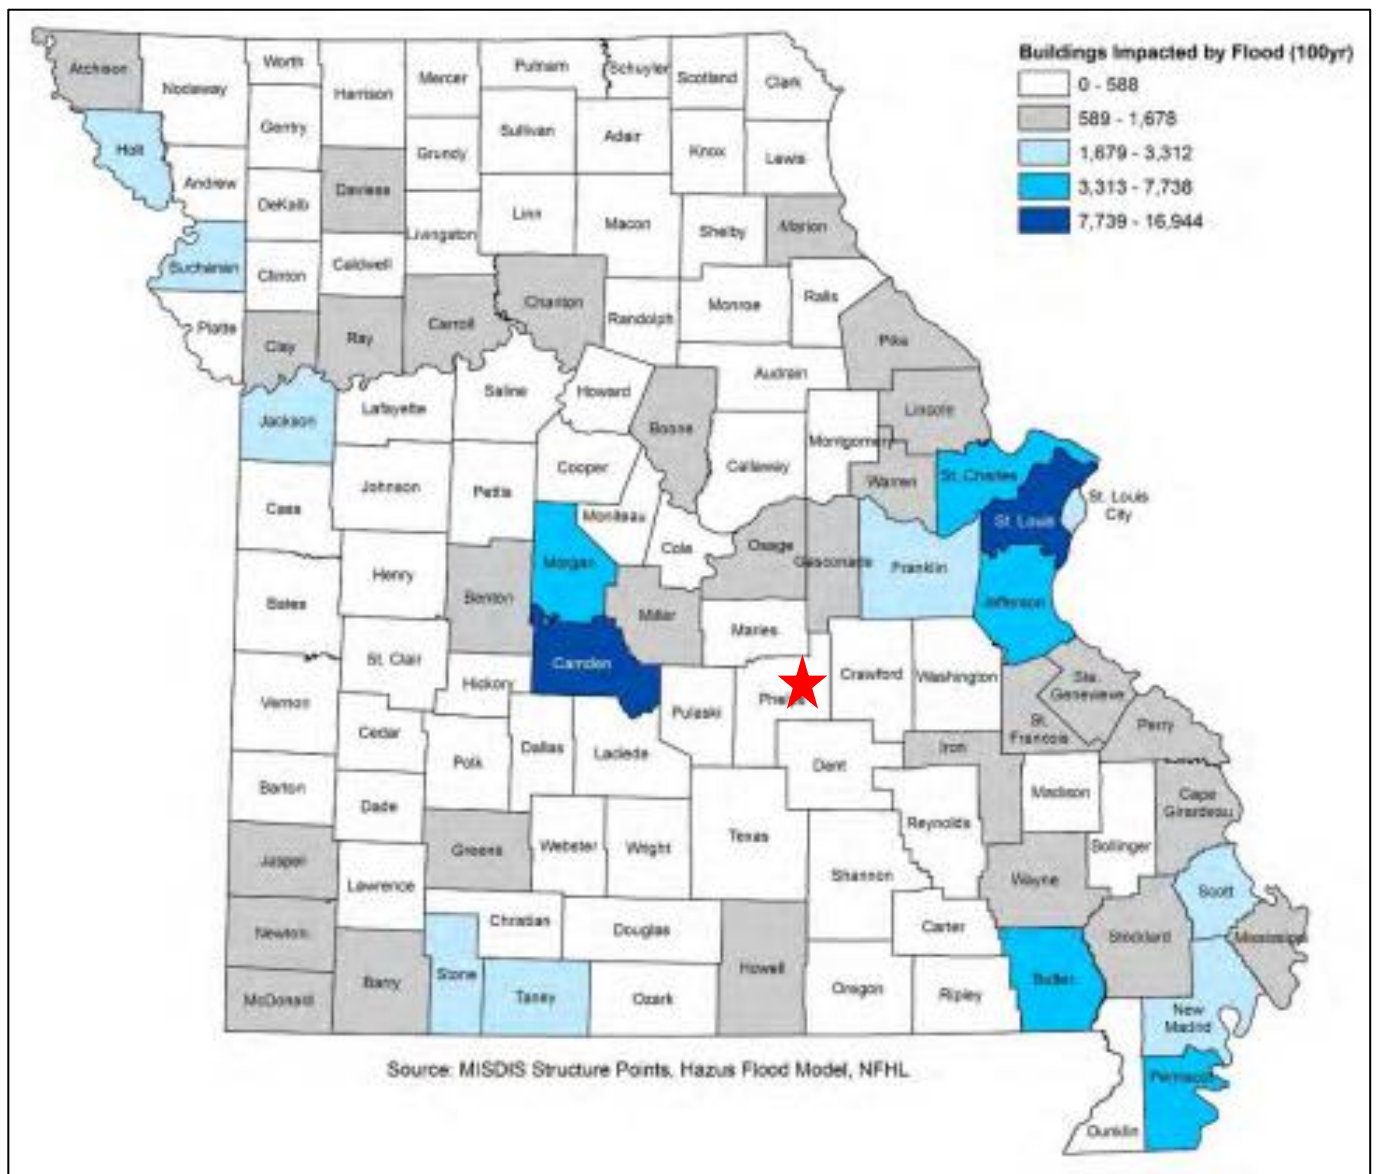 Buildings Impacted by Flood (100yr)
0 - 588
589 - 1,678
1,679 - 3,312
3,313 - 7,738
7,739 - 16,944
Atchison
Nodaway
Worth
Harrison
Mercer
Putnam
Schuyler
Scotland
Clark
Holt
Gentry
Sullivan
Adair
Knox
Lewis
Andrew
DeKalb
Daviess
Grundy
Linn
Macon
Shelby
Marion
Buchanan
Clinton
Caldwell
Livingston
Chariton
Randolph
Monroe
Ralls
Platte
Clay
Ray
Carroll
Pike
Jackson
Lafayette
Saline
Howard
Boone
Audrain
Lincoln
Cass
Johnson
Pettis
Cooper
Callaway
Montgomery
Warren
St. Charles
Moniteau
St. Louis
St. Louis
City
Bates
Henry
Benton
Morgan
Cole
Osage
Gasconade
Franklin
Jefferson
Miller
Maries
Vernon
St. Clair
Hickory
Camden
Pulaski
Crawford
Washington
Ste.
Genevieve
St.
Francois
Perry
Cedar
Polk
Dallas
Laclede
Dent
Iron
Barton
Dade
Madison
Cape
Girardeau
Jasper
Lawrence
Greene
Webster
Wright
Texas
Shannon
Reynolds
Bollinger
Wayne
Scott
Newton
Christian
Douglas
Carter
Stoddard
Mississippi
McDonald
Barry
Stone
Taney
Ozark
Howell
Oregon
Ripley
Butler
New
Madrid
Pemiscot
Dunklin
Source: MISDIS Structure Points, Hazus Flood Model, NFHL